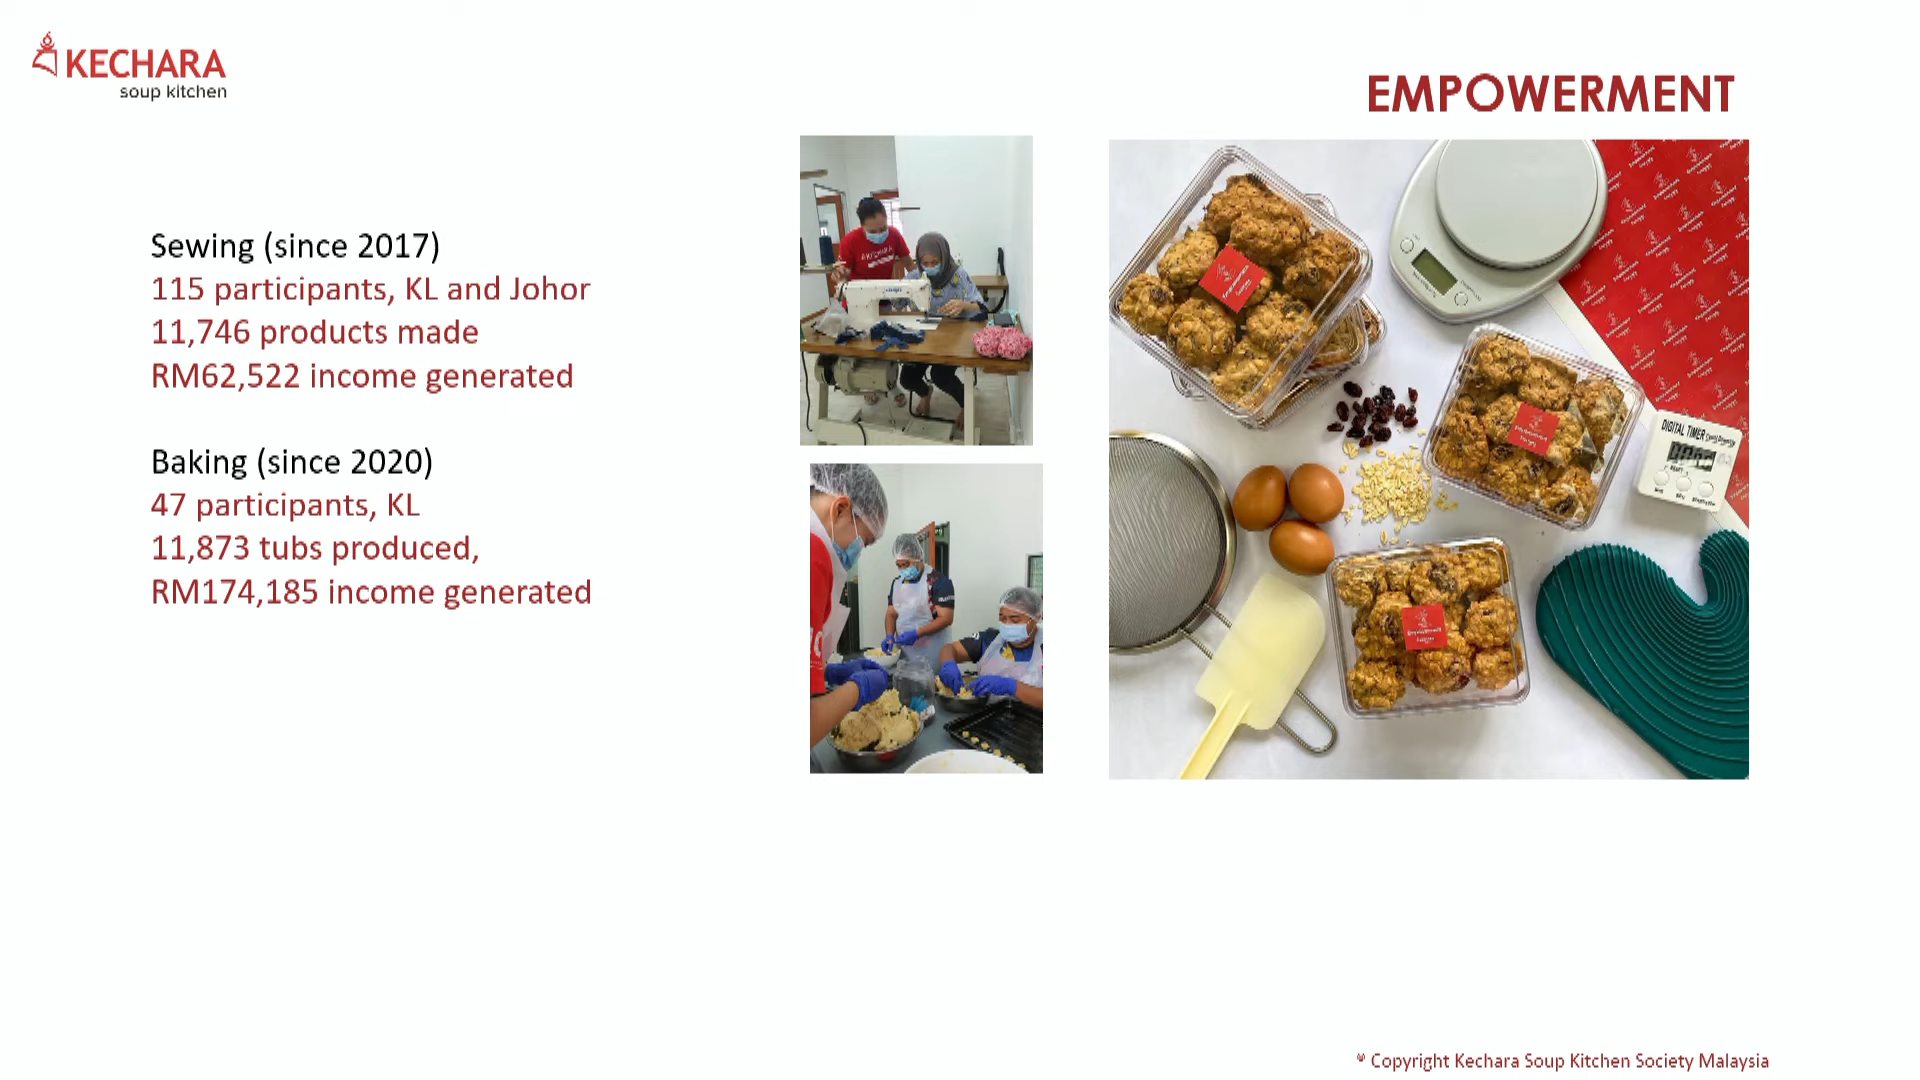 KECHARA
soup kitchen
EMPOWERMENT
Sewing (since 2017)
115 participants, KL and Johor
11,746 products made
RM62,522 income generated
Baking (since 2020)
47 participants, KL
11,873 tubs produced,
RM174,185 income generated
KECHARA
DIGITAL TIMER
© Copyright Kechara Soup Kitchen Society Malaysia